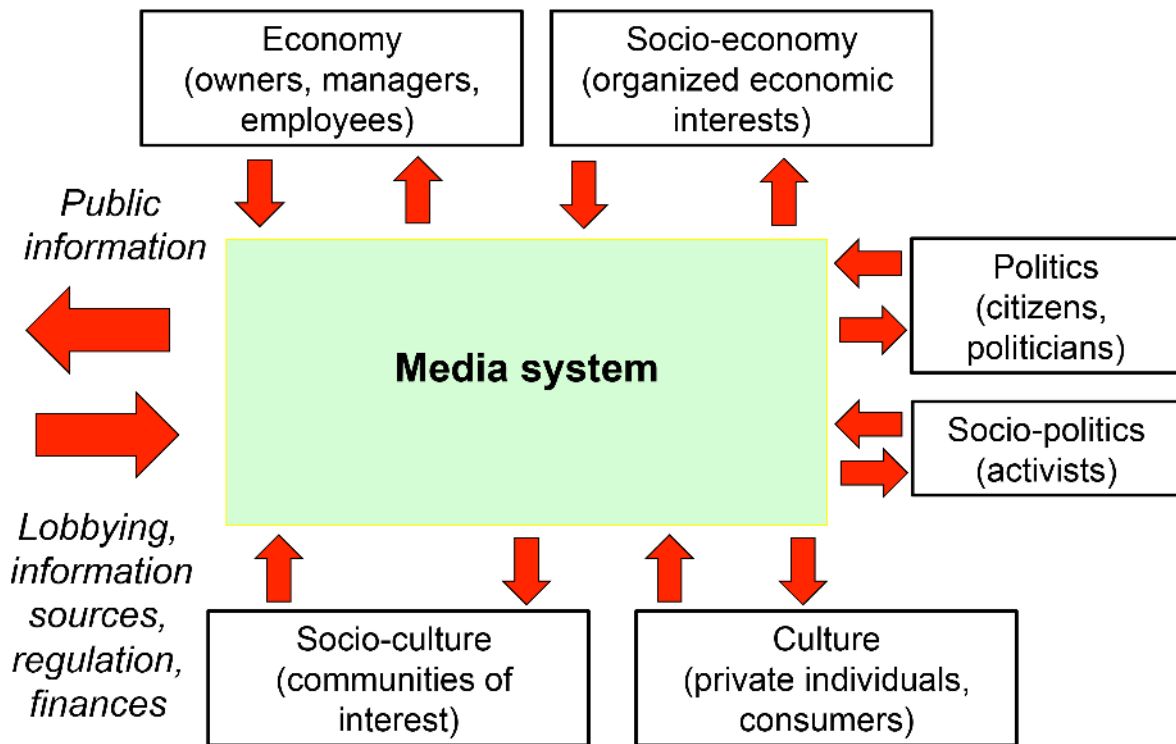 Economy
(owners, managers,
employees)
Socio-economy
(organized economic
interests)
Public
information
Politics
(citizens,
politicians)
Media system
Socio-politics
(activists)
Lobbying,
information
sources,
regulation,
finances
Socio-culture
(communities of
interest)
Culture
(private individuals,
consumers)